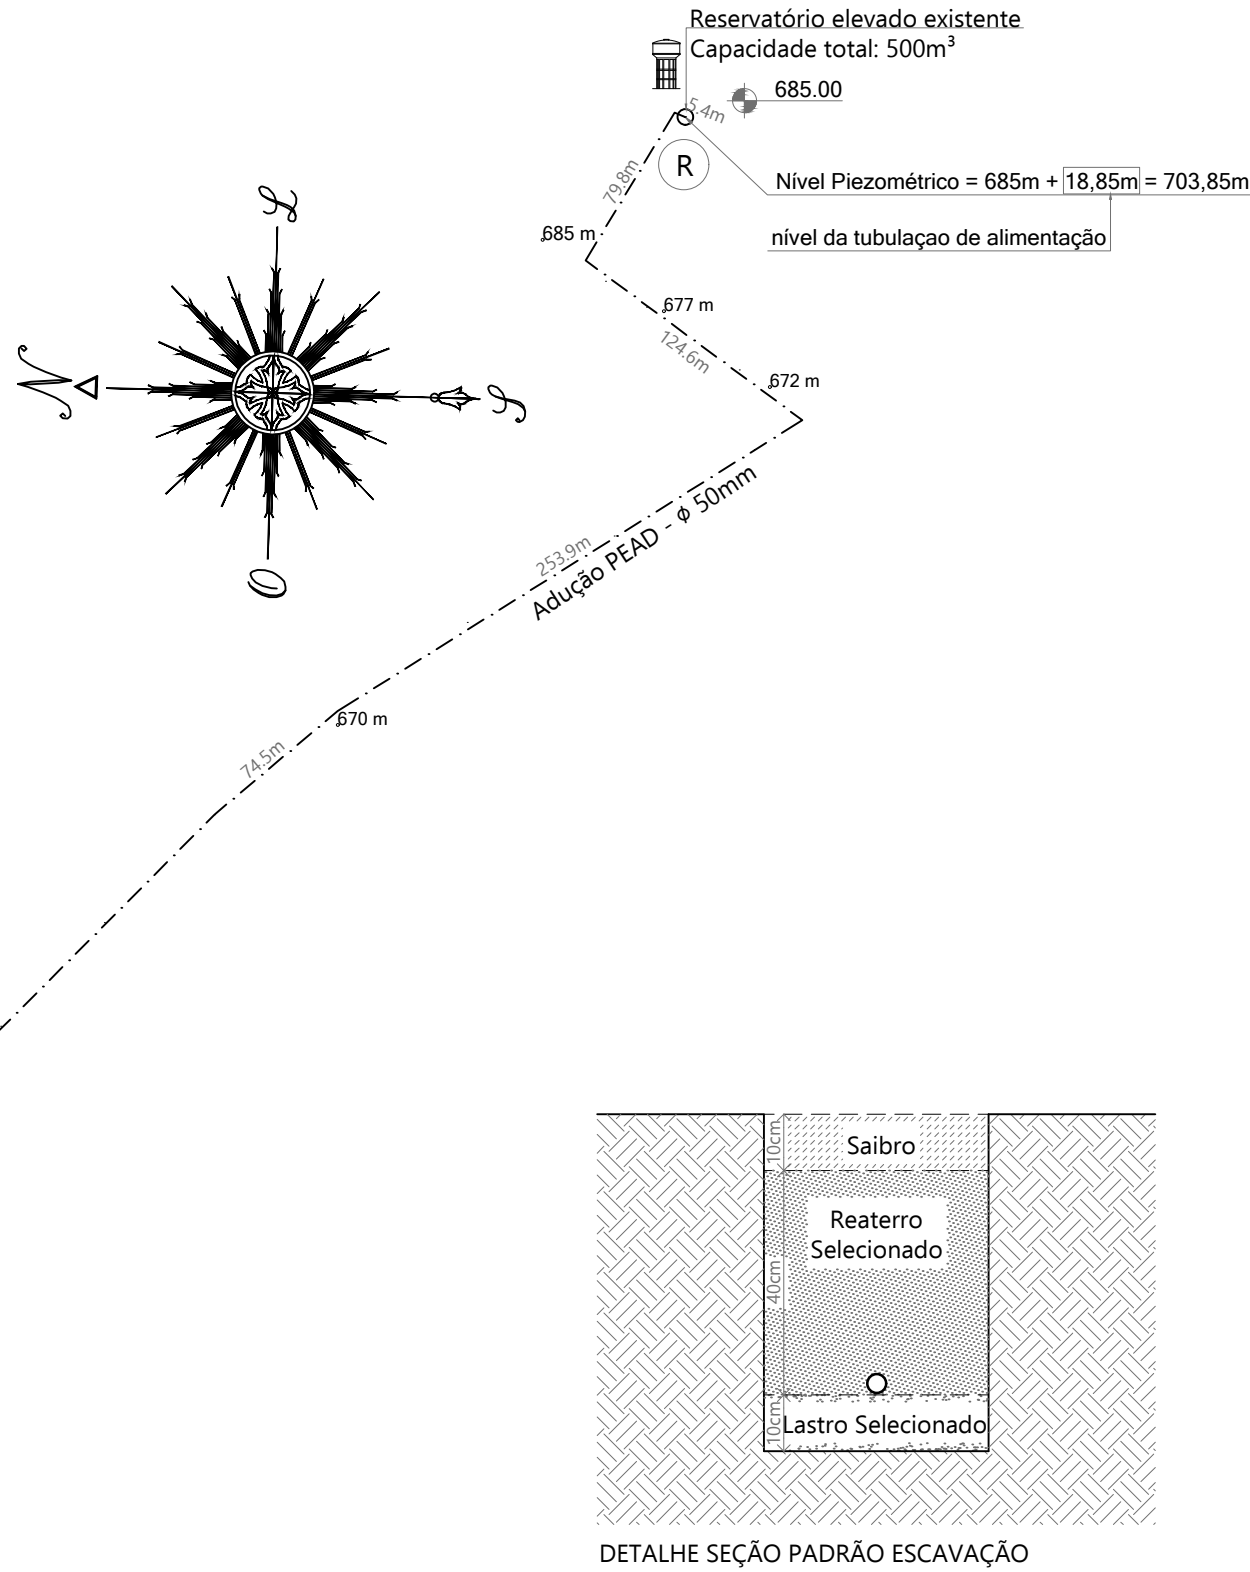 Reservatório elevado existente
Capacidade total: 500m³
685.00
5.4m
R
79.8m
Nível Piezométrico = 685m + 18,85m = 703,85m
nível da tubulaçao de alimentação
685 m
677 m
124.6m
672 m
L
N
S
O
253.9m
Adução PEAD - ϕ 50mm
670 m
74.5m
10cm
Saibro
Reaterro
Selecionado
40cm
10cm
Lastro Selecionado
DETALHE SEÇÃO PADRÃO ESCAVAÇÃO